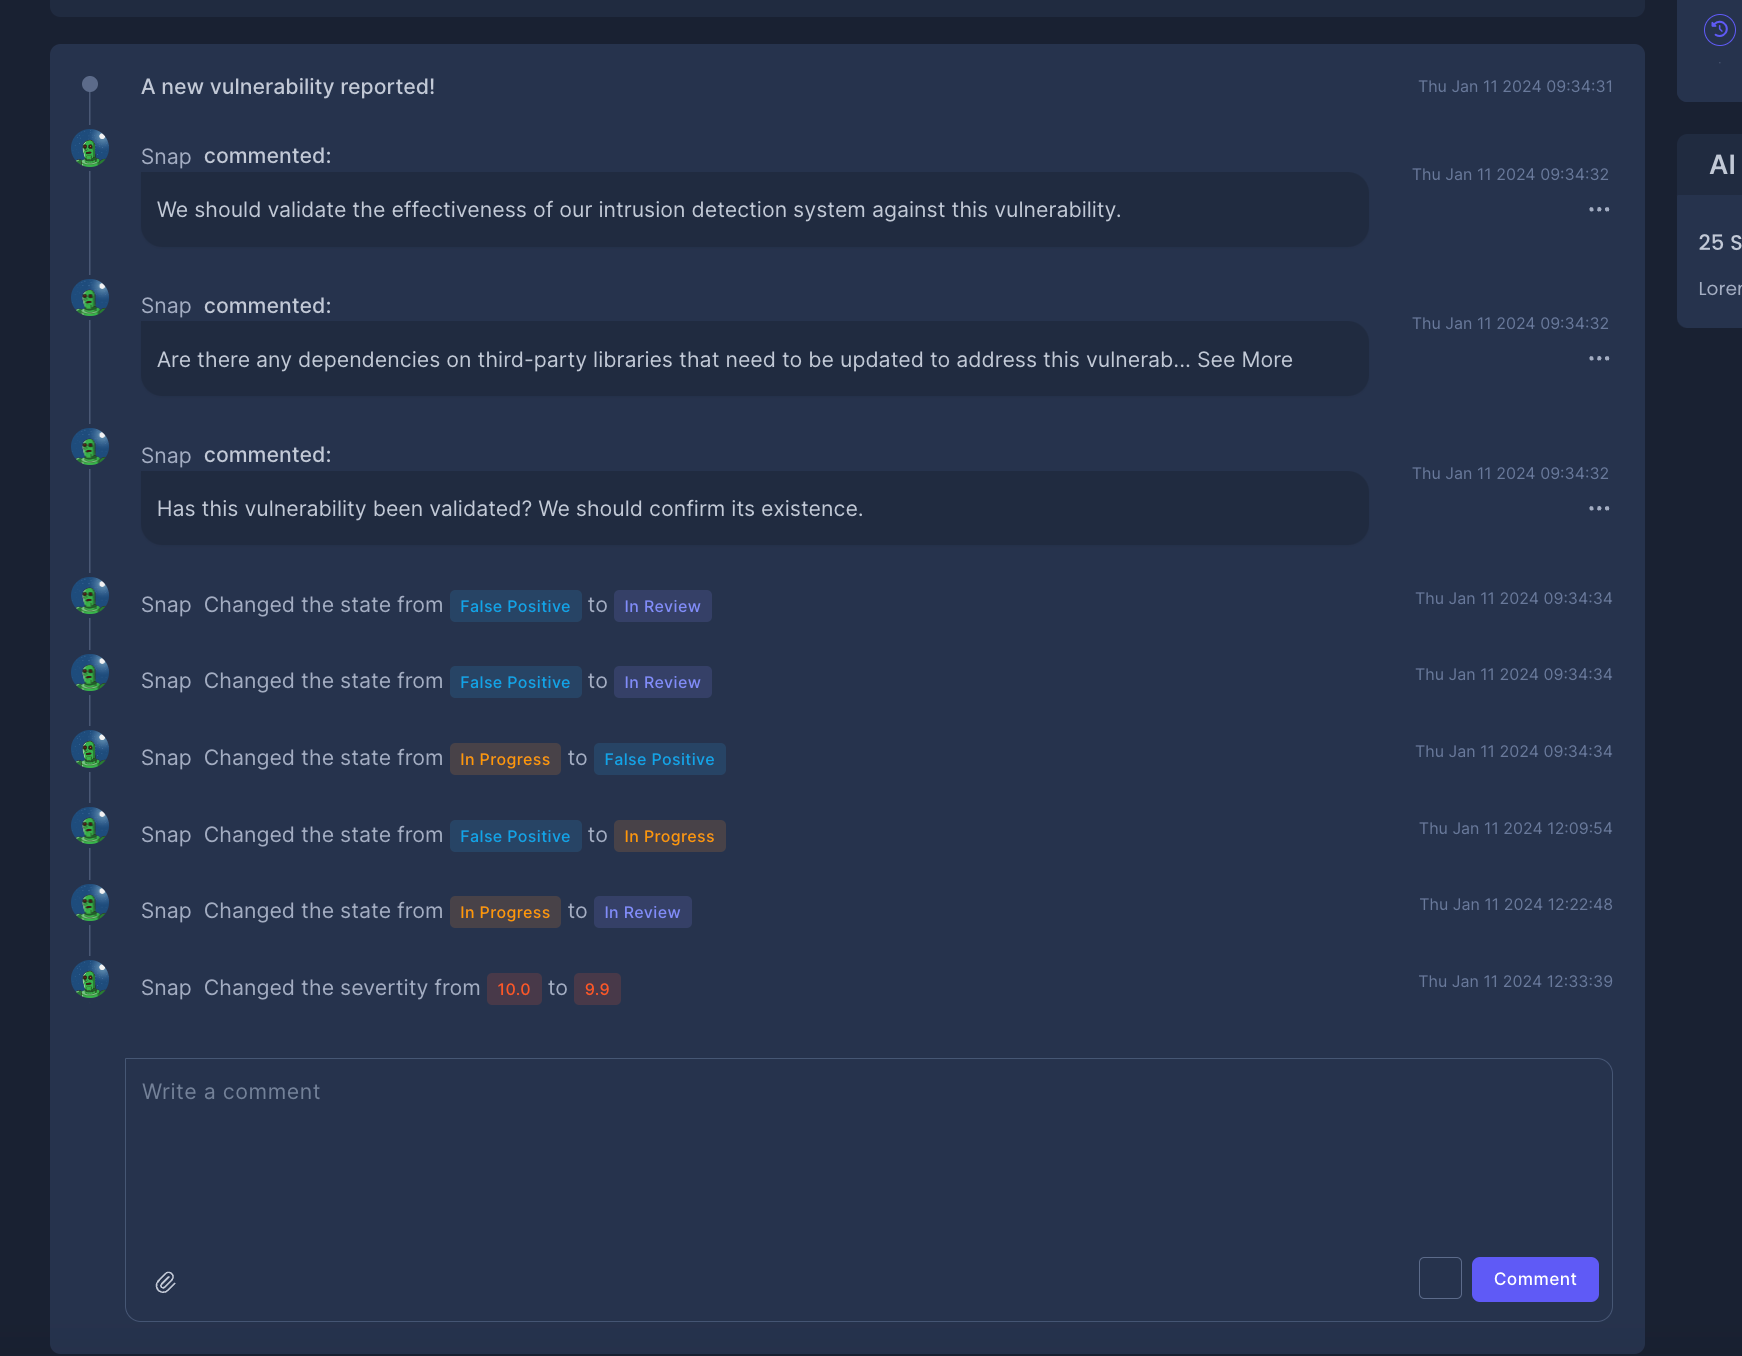 A new vulnerability reported!
Thu Jan 11 2024 09:34:31
Snap commented:
Thu Jan 11 2024 09:34:32
We should validate the effectiveness of our intrusion detection system against this vulnerability.
Snap commented:
Thu Jan 11 2024 09:34:32
Are there any dependencies on third-party libraries that need to be updated to address this vulnerab... See More
Snap commented:
Thu Jan 11 2024 09:34:32
Has this vulnerability been validated? We should confirm its existence.
Snap Changed the state from False Positive to In Review
Thu Jan 11 2024 09:34:34
Snap Changed the state from False Positive to In Review
Thu Jan 11 2024 09:34:34
Snap Changed the state from In Progress to False Positive
Thu Jan 11 2024 09:34:34
Snap Changed the state from False Positive to In Progress
Thu Jan 11 2024 12:09:54
Snap Changed the state from In Progress to In Review
Thu Jan 11 2024 12:22:48
Snap Changed the severtity from 10.0 to 9.9
Thu Jan 11 2024 12:33:39
Write a comment
Comment
AI
25 S
Lorer